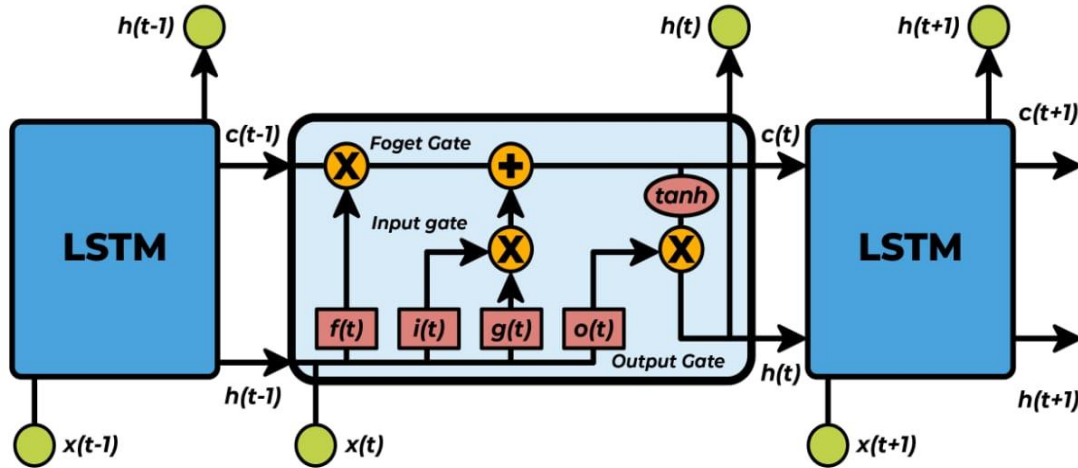 h(t-1)
h(t)
h(t+1)
c(t-1)
Foget Gate
c(t)
c(t+1)
X
+
tanh
LSTM
Input gate
X
X
LSTM
f(t)
i(t)
g(t)
o(t)
Output Gate
h(t-1)
h(t)
h(t+1)
x(t-1)
x(t)
x(t+1)